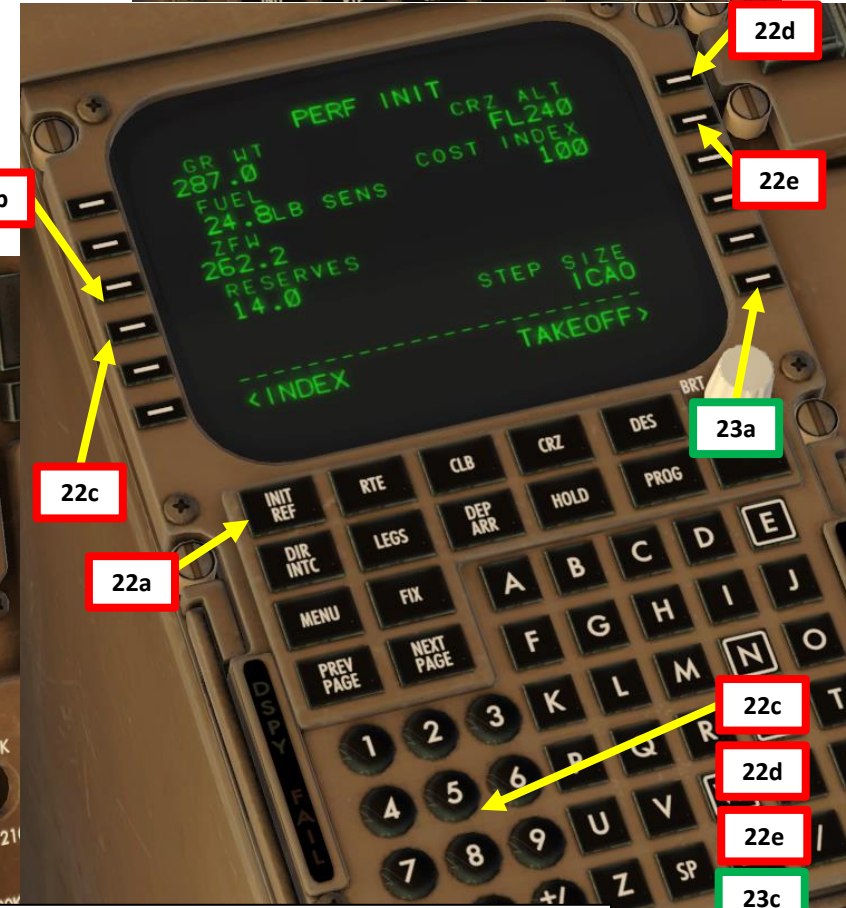 22d
PERF INIT
CRZ ALT
FL240
GR WT
287.0
COST INDEX
100
FUEL
24.8LB SENS
22e
b
ZFW
262.2
RESERVES
14.0
STEP SIZE
ICAO
--------------------
<INDEX
TAKEOFF>
BRT
23a
22c
INIT REF
RTE
CLB
CRZ
DES
22a
DIR INTC
LEGS
DEP ARR
HOLD
PROG
MENU
FIX
A B C D E
PREV PAGE
NEXT PAGE
F G H I J
DSPY FAIL
K L M N O
22c
1 2 3
Q R T
22d
4 5 6
U V
22e
7 8 9
Z SP /
23c
+/
K
21